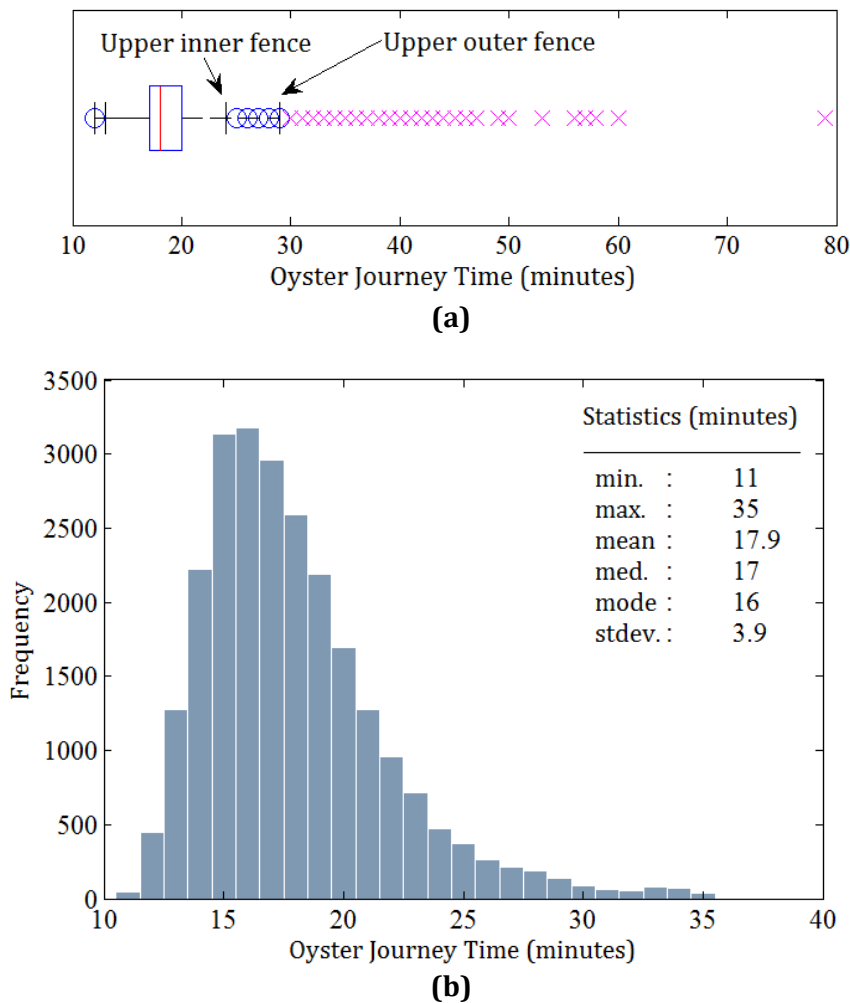 Upper inner fence
Upper outer fence
10 20 30 40 50 60 70 80
Oyster Journey Time (minutes)
(a)
3500
3000
2500
2000
1500
1000
500
0
Frequency
Statistics (minutes)
min. : 11
max. : 35
mean : 17.9
med. : 17
mode : 16
stdev. : 3.9
10 15 20 25 30 35 40
Oyster Journey Time (minutes)
(b)